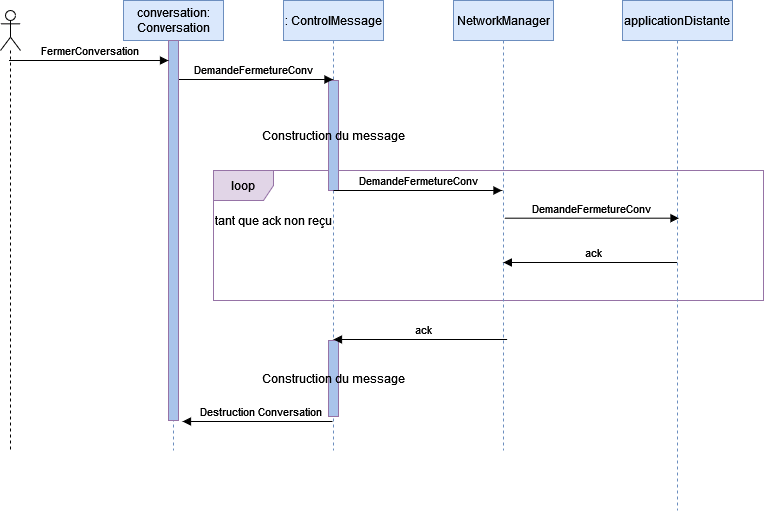 conversation:
Conversation
: ControlMessage
NetworkManager
applicationDistante
FermerConversation
DemandeFermetureConv
Construction du message
loop
DemandeFermetureConv
tant que ack non reçu
DemandeFermetureConv
ack
ack
Construction du message
Destruction Conversation